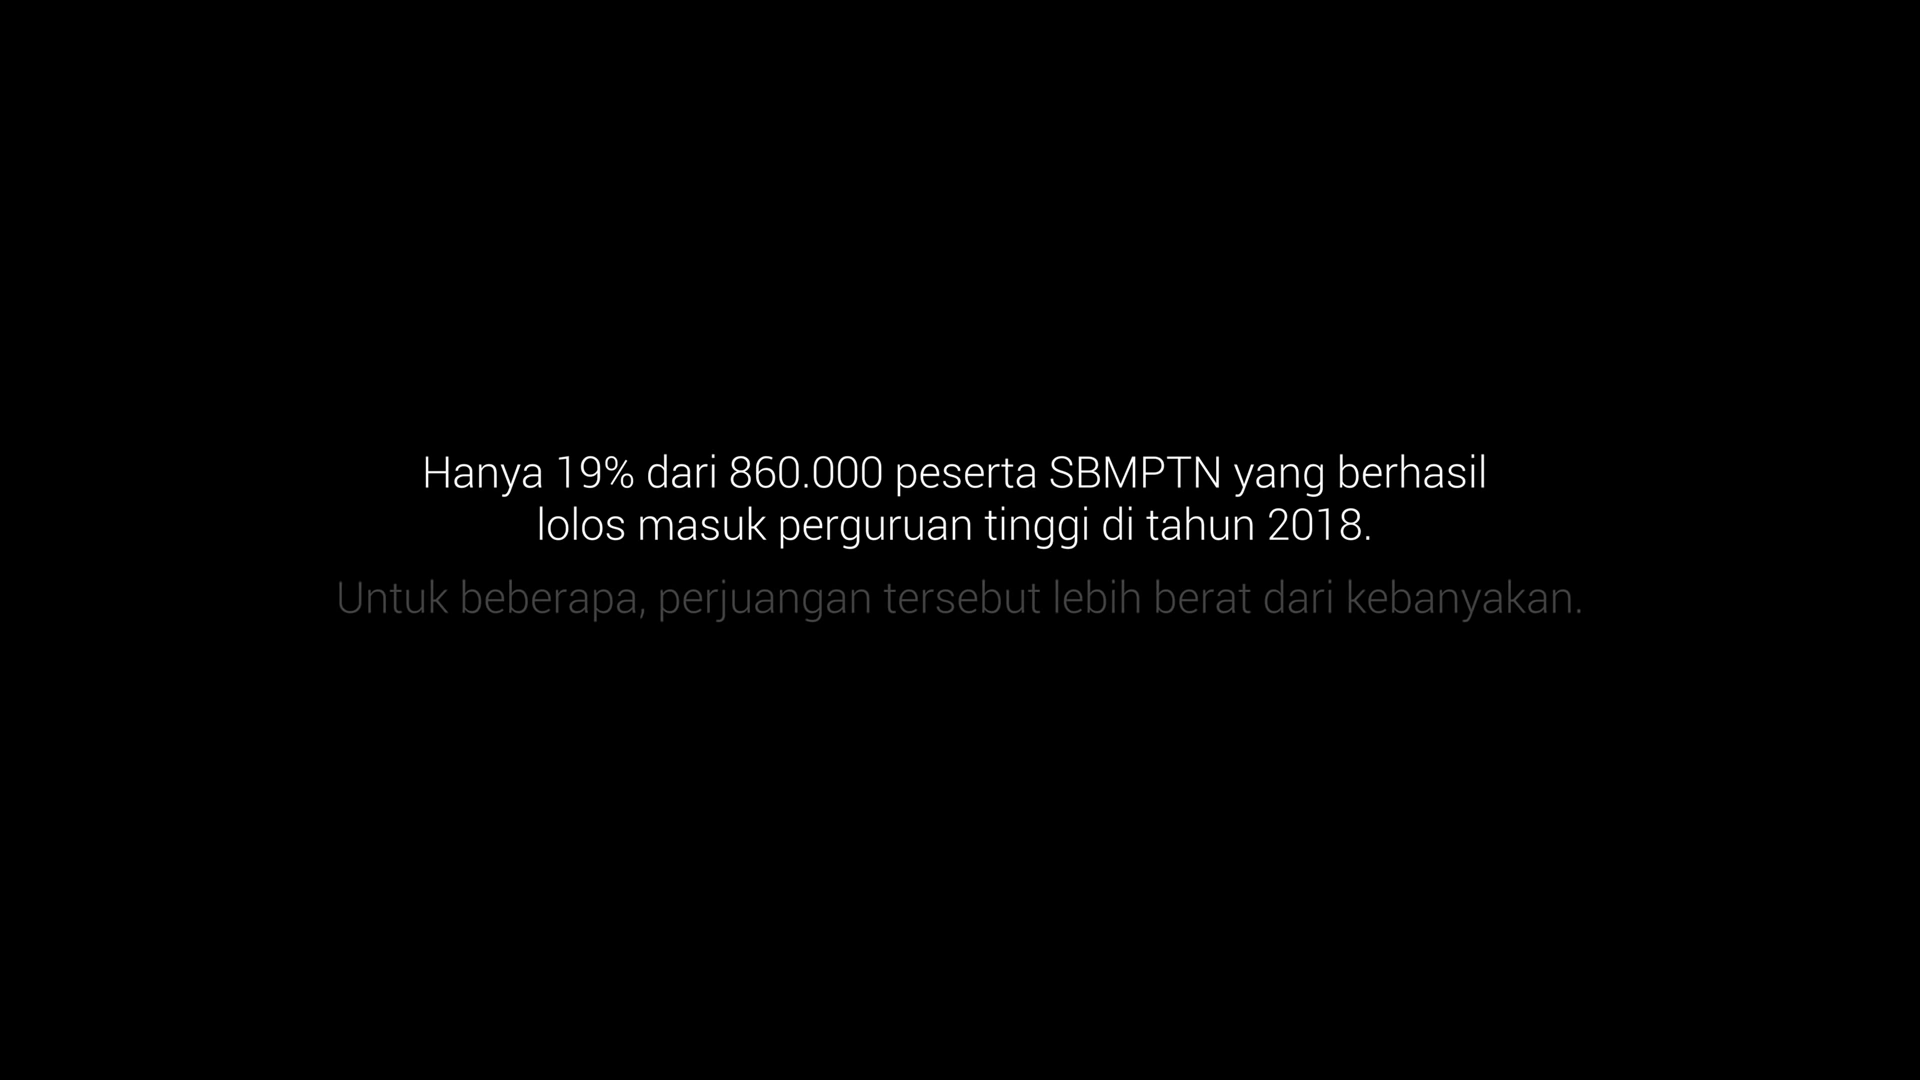 Hanya 19% dari 860.000 peserta SBMPTN yang berhasil
lolos masuk perguruan tinggi di tahun 2018.
Untuk beberapa, perjuangan tersebut lebih berat dari kebanyakan.